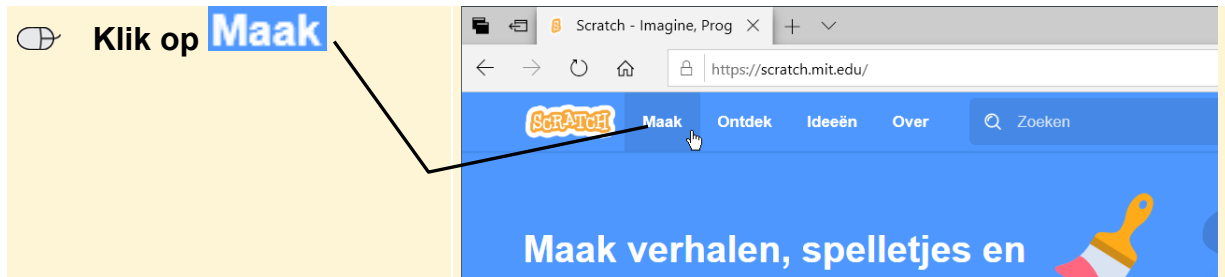 Klik op Maak
Scratch - Imagine, Prog
https://scratch.mit.edu/
SCRATCH Maak Ontdek Ideeën Over Zoeken
Maak verhalen, spelletjes en